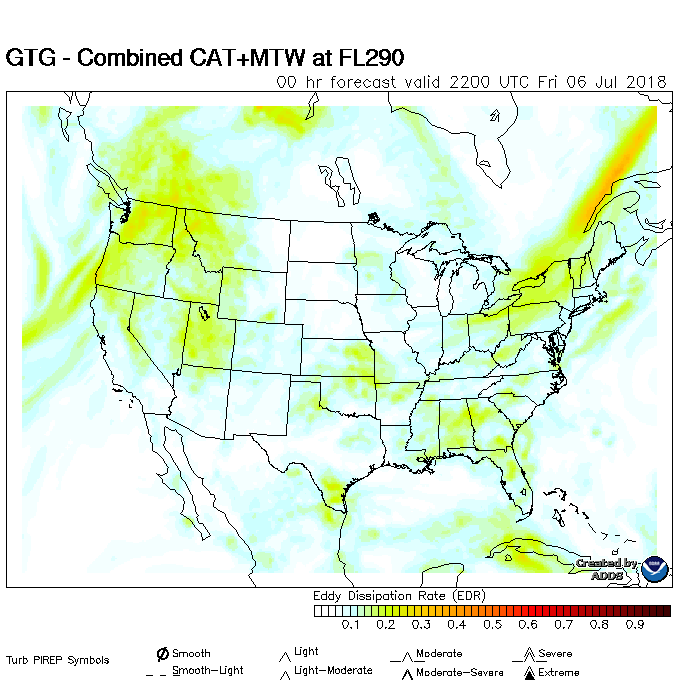 GTG - Combined CAT+MTW at FL290
00 hr forecast valid 2200 UTC Fri 06 Jul 2018
Created by
ADDS
Eddy Dissipation Rate (EDR)
0.1 0.2 0.3 0.4 0.5 0.6 0.7 0.8 0.9
Turb PIREP Symbols
Smooth Light Moderate Severe
Smooth-Light Light-Moderate Moderate-Severe Extreme